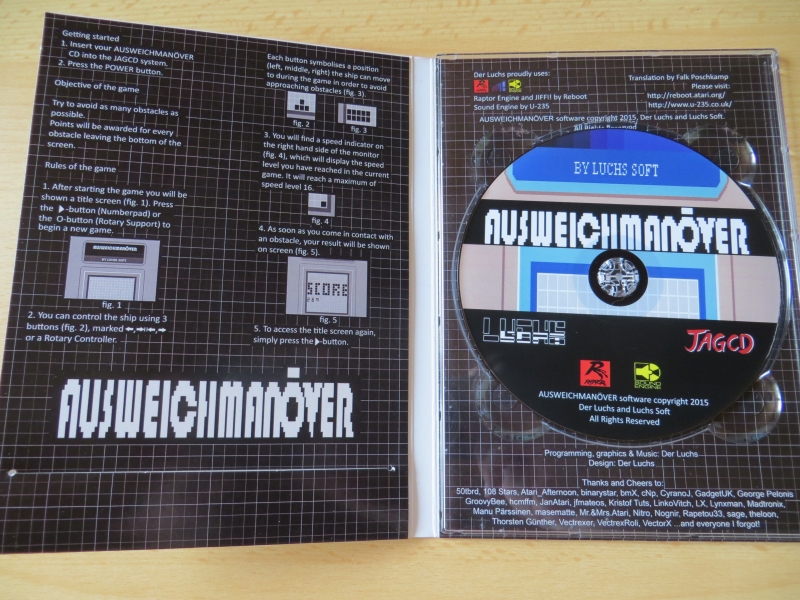 Getting started
1. Insert your AUSWEICHMANÖVER
CD into the JAGCD system.
2. Press the POWER button.
Objective of the game
Try to avoid as many obstacles as
possible.
Points will be awarded for every
obstacle leaving the bottom of the
screen.
Rules of the game
1. After starting the game you will be
shown a title screen (fig. 1). Press
the ▶-button (Numberpad) or
the O-button (Rotary Support) to
begin a new game.
AUSWEICHMANÖVER
BY LUCHS SOFT
fig. 1
2. You can control the ship using 3
buttons (fig. 2), marked
or a Rotary Controller.
Each button symbolises a position
(left, middle, right) the ship can move
to during the game in order to avoid
approaching obstacles (fig. 3).
fig. 2
fig. 3
3. You will find a speed indicator on
the right hand side of the monitor
(fig. 4), which will display the speed
level you have reached in the current
game. It will reach a maximum of
speed level 16.
fig. 4
4. As soon as you come in contact with
an obstacle, your result will be shown
on screen (fig. 5).
SCORE
fig. 5
5. To access the title screen again,
simply press the ▶-button.
AUSWEICHMANÖVER
Der Luchs proudly uses:
Raptor Engine and JIFFI! by Reboot
Sound Engine by U-235
Translation by Falk Poschkamp
Please visit:
http://reboot.atari.org/
http://www.u-235.co.uk/
AUSWEICHMANÖVER software copyright 2015, Der Luchs and Luchs Soft.
All Rights Reserved
BY LUCHS SOFT
AUSWEICHMANÖVER
LUCHS
JAGCD
RAPTOR
SOUND
ENGINE
AUSWEICHMANÖVER software copyright 2015
Der Luchs and Luchs Soft
All Rights Reserved
Programming, graphics & Music: Der Luchs
Design: Der Luchs
Thanks and Cheers to:
50tbrd, 108 Stars, Atari_Afternoon, binarystar, bmX, cNp, CyranoJ, GadgetUK, George Pelonis
GroovyBee, hcmffm, JanAtari, jfmateos, Kristof Tuts, LinkoVitch, LX, Lynxman, Madtronix,
Manu Pärssinen, masematte, Mr.&Mrs.Atari, Nitro, Nognir, Rapetou33, sage, theloon,
Thorsten Günther, Vectrexer, VectrexRoli, VectorX ...and everyone I forgot!